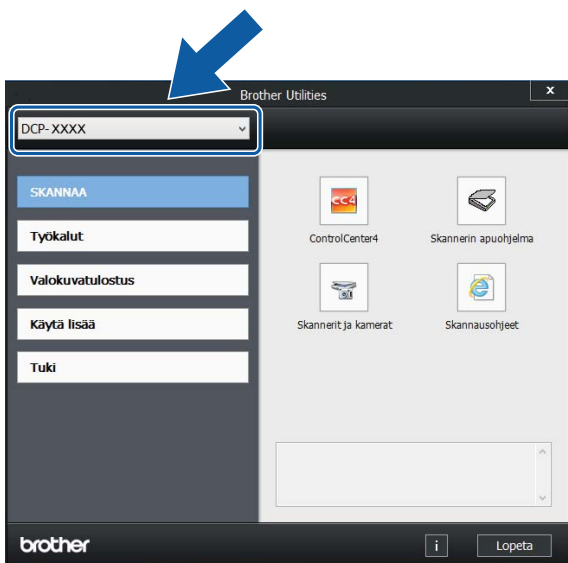 Brother Utilities
x
DCP-XXXX
SKANNAA
Työkalut
Valokuvatulostus
Käytä lisää
Tuki
CC4
ControlCenter4
Skannerin apuohjelma
Skannerit ja kamerat
Skannausohjeet
brother
i
Lopeta